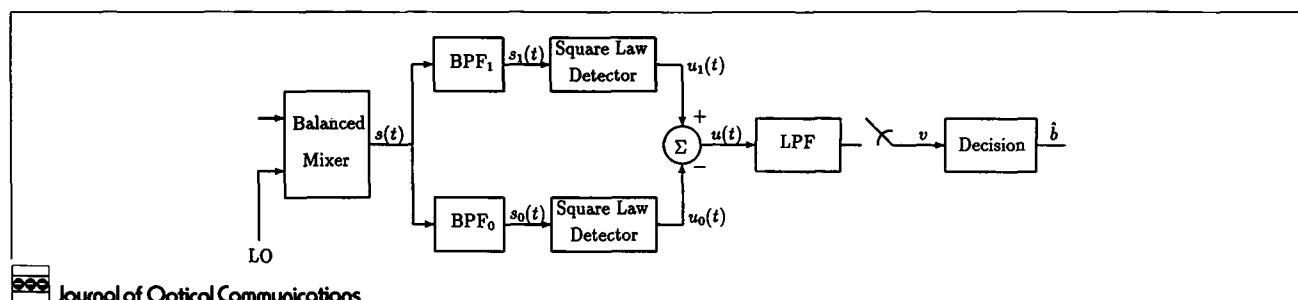 BPF₁
s₁(t)
Square Law
Detector
u₁(t)
Balanced
Mixer
s(t)
+
Σ
−
u(t)
LPF
v
Decision
b̂
BPF₀
s₀(t)
Square Law
Detector
u₀(t)
LO
Journal of Optical Communications